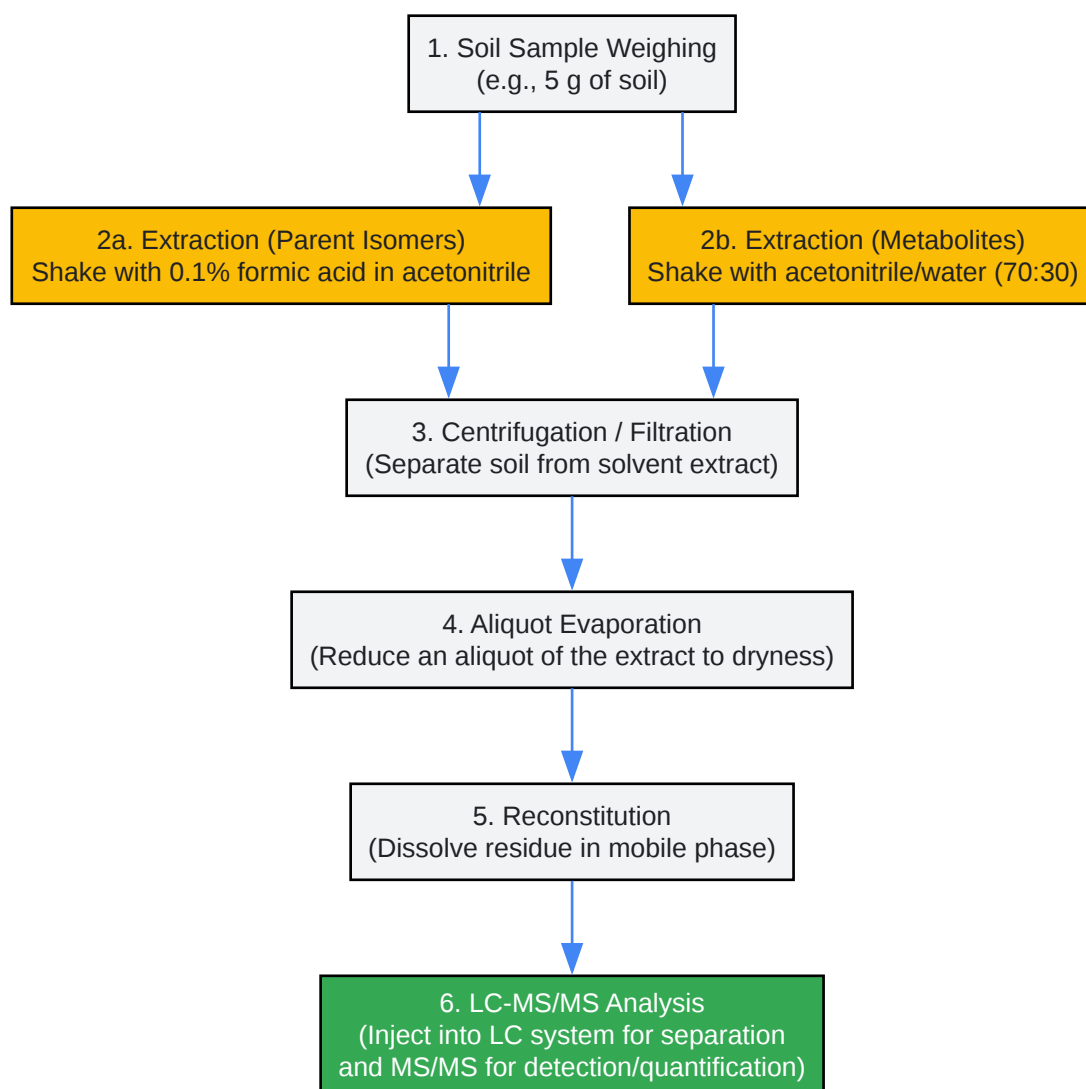 1. Soil Sample Weighing
(e.g., 5 g of soil)
2a. Extraction (Parent Isomers)
Shake with 0.1% formic acid in acetonitrile
2b. Extraction (Metabolites)
Shake with acetonitrile/water (70:30)
3. Centrifugation / Filtration
(Separate soil from solvent extract)
4. Aliquot Evaporation
(Reduce an aliquot of the extract to dryness)
5. Reconstitution
(Dissolve residue in mobile phase)
6. LC-MS/MS Analysis
(Inject into LC system for separation
and MS/MS for detection/quantification)